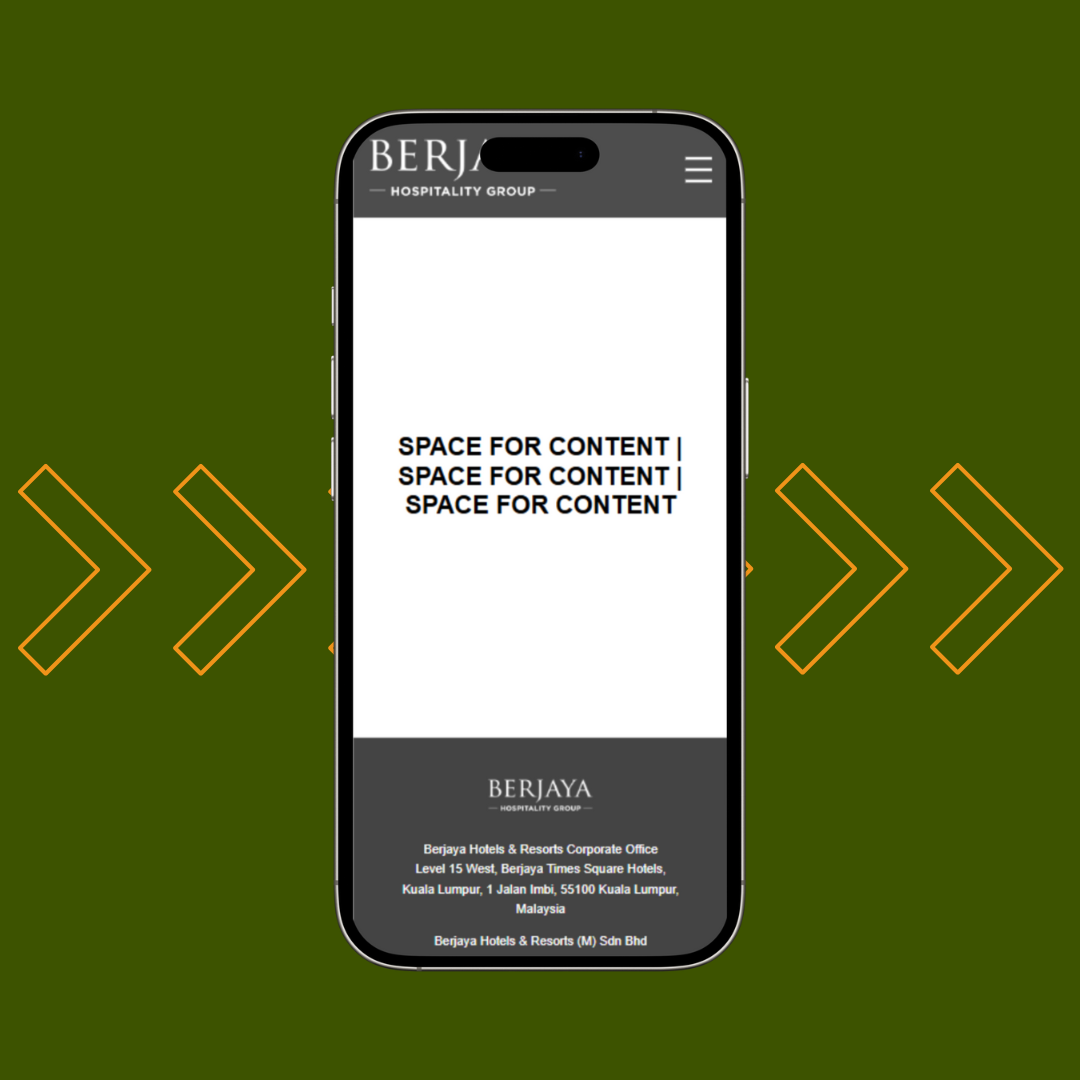 BERJA
HOSPITALITY GROUP
SPACE FOR CONTENT |
SPACE FOR CONTENT |
SPACE FOR CONTENT
BERJAYA
HOSPITALITY GROUP
Berjaya Hotels & Resorts Corporate Office
Level 15 West, Berjaya Times Square Hotels,
Kuala Lumpur, 1 Jalan Imbi, 55100 Kuala Lumpur,
Malaysia
Berjaya Hotels & Resorts (M) Sdn Bhd